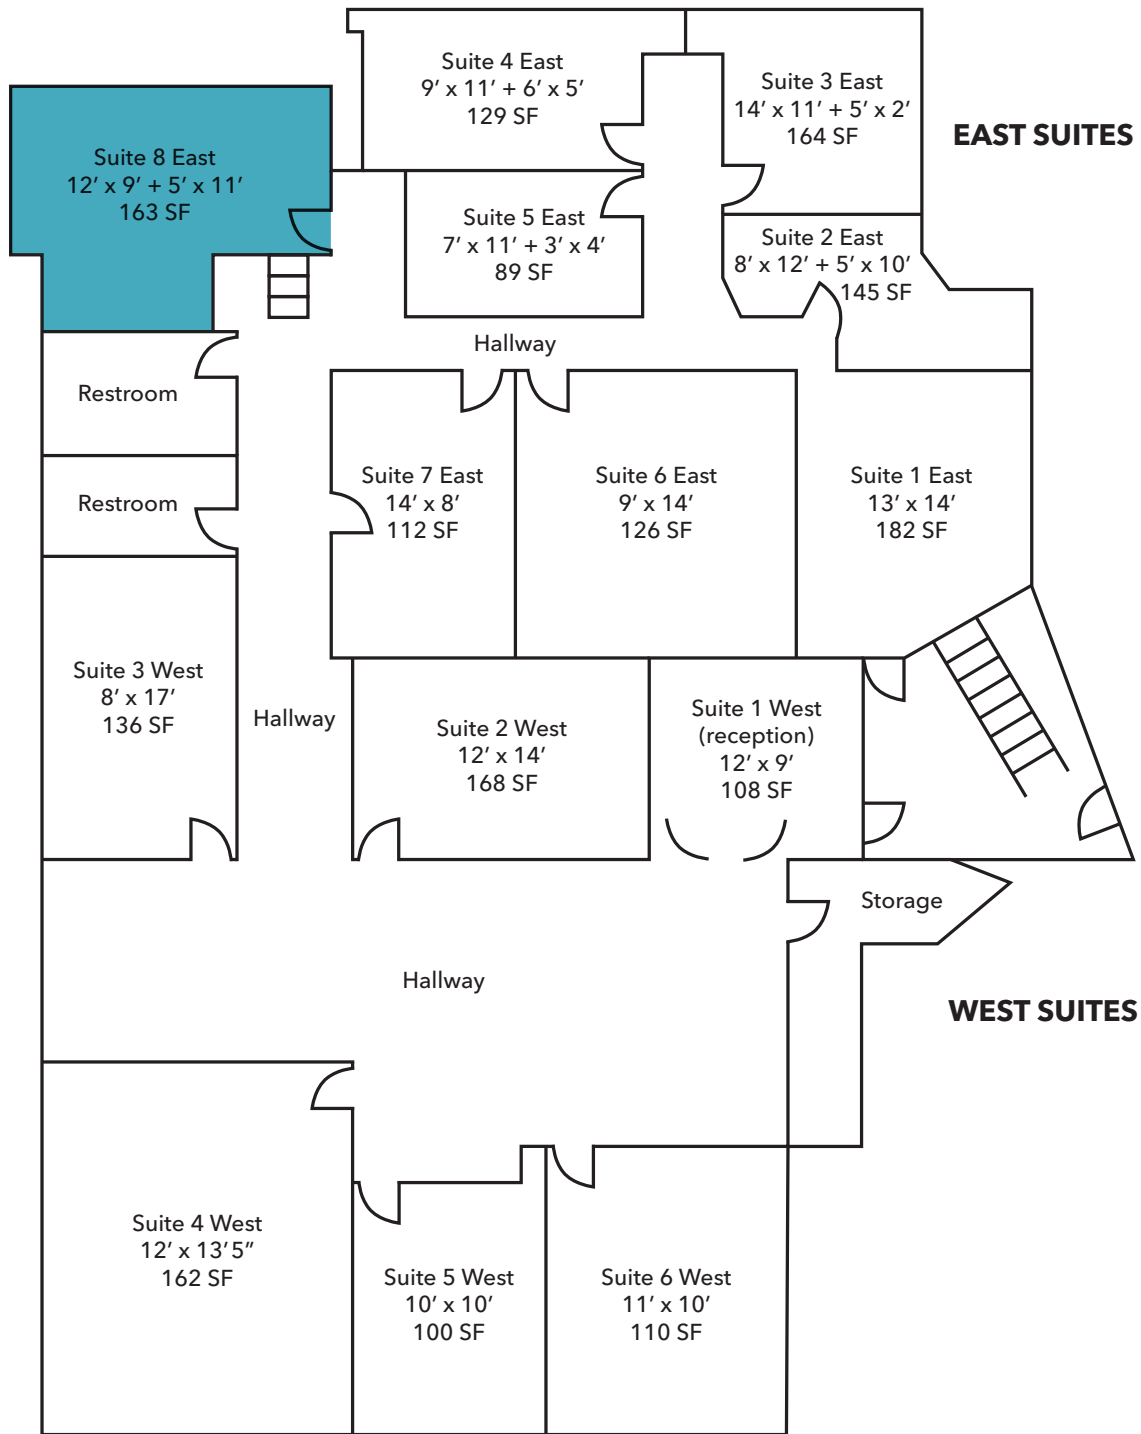 Suite 4 East
9’ x 11’ + 6’ x 5’
129 SF
Suite 3 East
14’ x 11’ + 5’ x 2’
164 SF
EAST SUITES
Suite 8 East
12’ x 9’ + 5’ x 11’
163 SF
Suite 5 East
7’ x 11’ + 3’ x 4’
89 SF
Suite 2 East
8’ x 12’ + 5’ x 10’
145 SF
Hallway
Restroom
Restroom
Suite 7 East
14’ x 8’
112 SF
Suite 6 East
9’ x 14’
126 SF
Suite 1 East
13’ x 14’
182 SF
Suite 3 West
8’ x 17’
136 SF
Hallway
Suite 2 West
12’ x 14’
168 SF
Suite 1 West
(reception)
12’ x 9’
108 SF
Storage
Hallway
WEST SUITES
Suite 4 West
12’ x 13’5”
162 SF
Suite 5 West
10’ x 10’
100 SF
Suite 6 West
11’ x 10’
110 SF